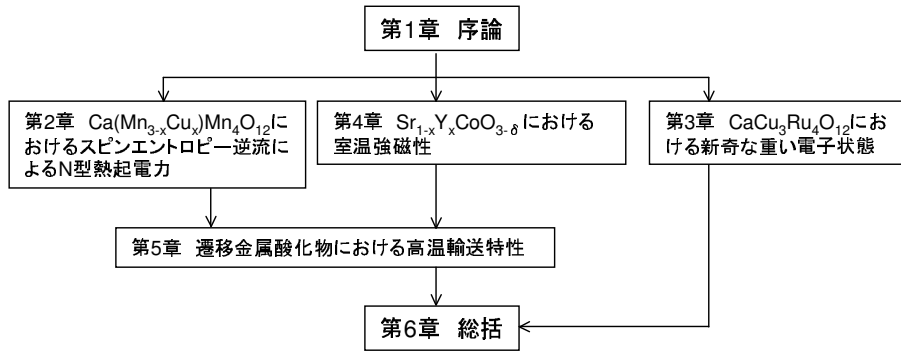 第1章 序論
第2章 Ca(Mn₃₋ₓCuₓ)Mn₄O₁₂に
おけるスピンエントロピー逆流に
よるN型熱起電力
第4章 Sr₁₋ₓYₓCoO₃₋δにおける
室温強磁性
第3章 CaCu₃Ru₄O₁₂にお
ける新奇な重い電子状態
第5章 遷移金属酸化物における高温輸送特性
第6章 総括